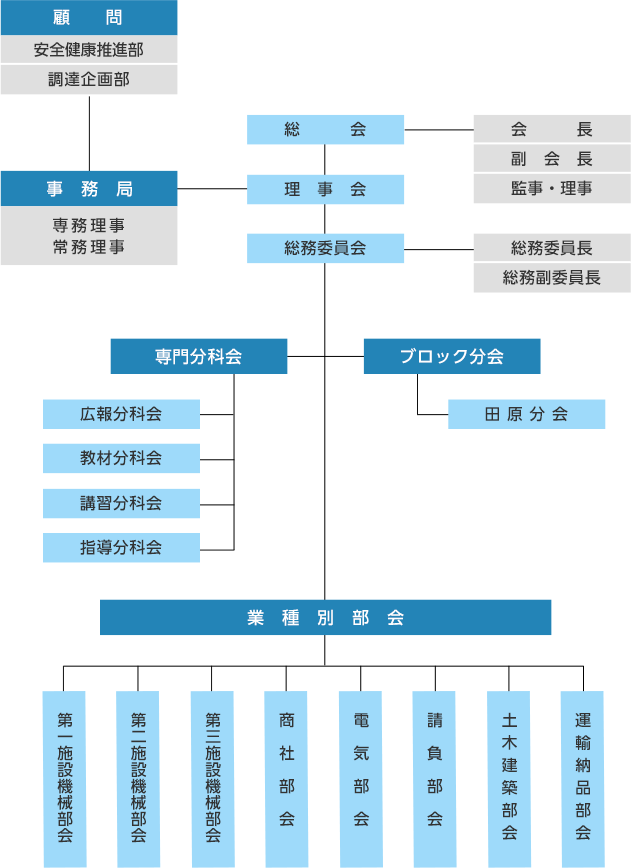 顧　問
安全健康推進部
調達企画部
総　会
会　長
副　会　長
監事・理事
事　務　局
専務理事
常務理事
理　事　会
総務委員会
総務委員長
総務副委員長
専門分科会
広報分科会
教材分科会
講習分科会
指導分科会
ブロック分会
田原分会
業　種　別　部　会
第一施設機械部会
第二施設機械部会
第三施設機械部会
商社部会
電気部会
請負部会
土木建築部会
運輸納品部会